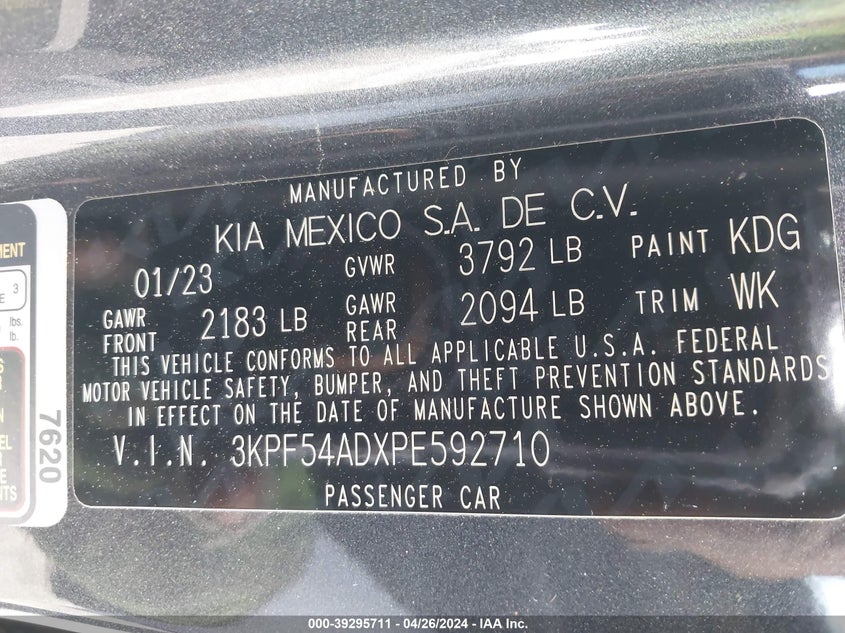 MANUFACTURED BY
KIA MEXICO S.A. DE C.V.
01/23 GVWR 3792 LB PAINT KDG
GAWR FRONT 2183 LB GAWR REAR 2094 LB TRIM WK
THIS VEHICLE CONFORMS TO ALL APPLICABLE U.S.A. FEDERAL
MOTOR VEHICLE SAFETY, BUMPER, AND THEFT PREVENTION STANDARDS
IN EFFECT ON THE DATE OF MANUFACTURE SHOWN ABOVE.
V.I.N. 3KPF54ADXPE592710
PASSENGER CAR
3
lbs.
lb.
7620
000-39295711 - 04/26/2024 - IAA Inc.